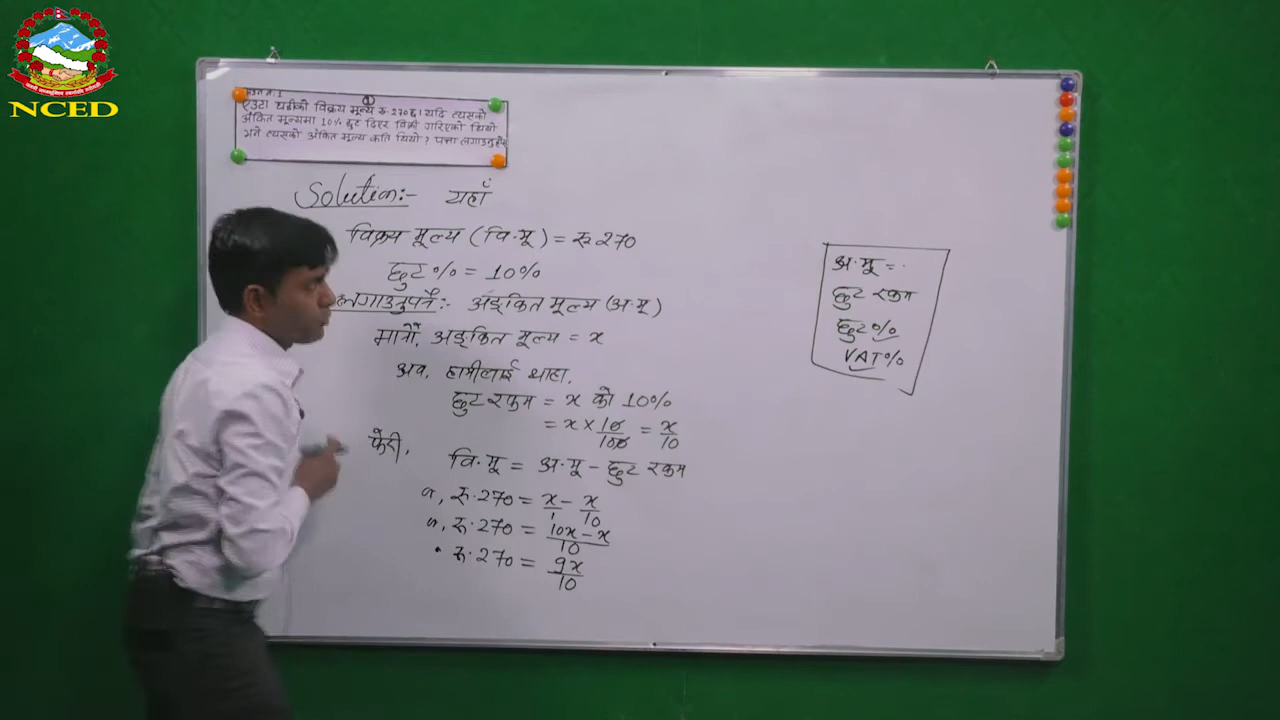 NCED
एउटा घडीको विक्रय मूल्य रु.270 छ। यदि त्यसको
अंकित मूल्यमा 10% छुट दिएर विक्री गरिएको थियो
भने त्यसको अंकित मूल्य कति थियो? पत्ता लगाउनुहोस्
Solution:- यहाँ
विक्रय मूल्य (वि.मू) = रु 270
छुट% = 10%
लगाउनुपर्ने:- अङ्कित मूल्य (अ.मू)
मानौं, अङ्कित मूल्य = x
अब, हामीलाई थाहा,
छुट रकम = x को 10%
= x × 10/100 = x/10
फेरी, वि.मू = अ.मू - छुट रकम
वा, रु.270 = x/1 - x/10
वा, रु.270 = 10x - x/10
रु.270 = 9x/10
अ.मू =
छुट रकम
छुट%
VAT%